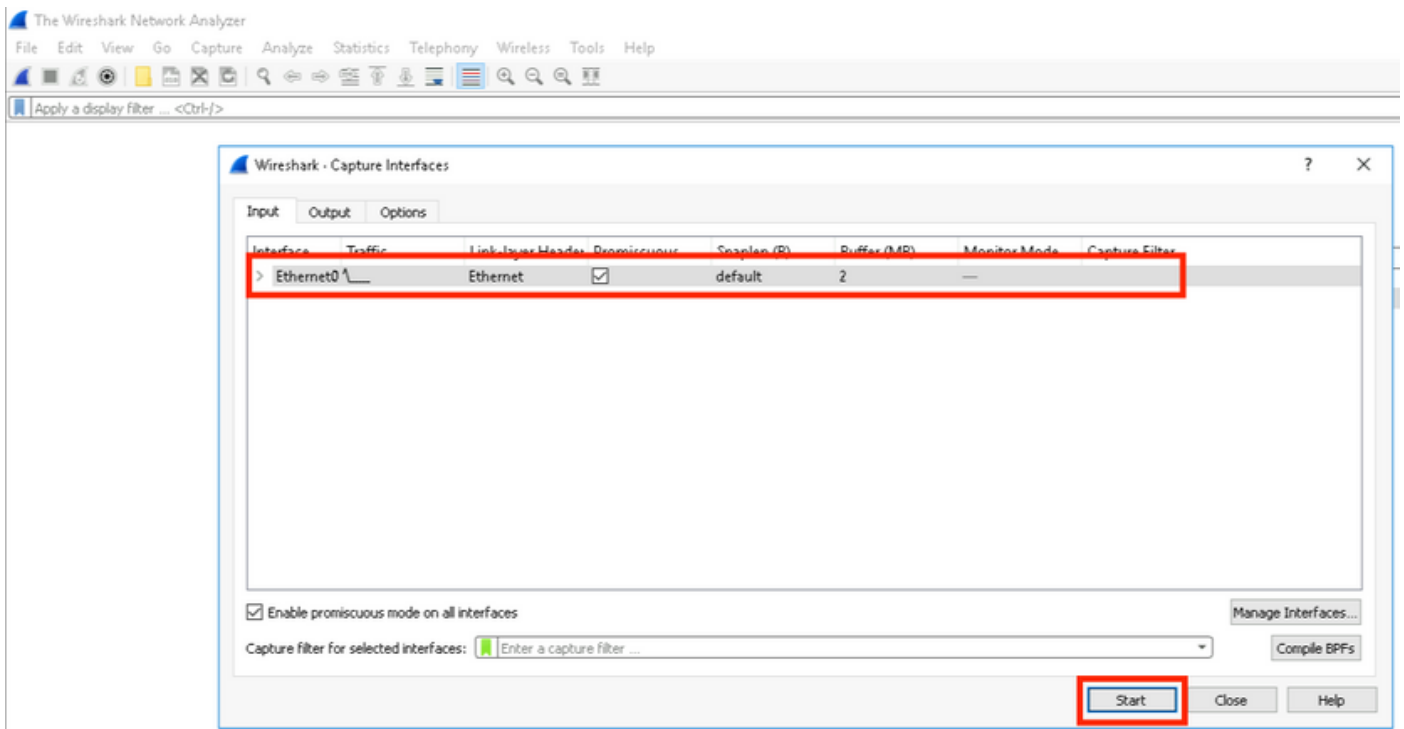 The Wireshark Network Analyzer
File Edit View Go Capture Analyze Statistics Telephony Wireless Tools Help
Apply a display filter ... <Ctrl-/>
Wireshark · Capture Interfaces ? ×
Input Output Options
Interface Traffic Link-layer Header Promiscuous Snaplen (B) Buffer (MB) Monitor Mode Capture Filter
> Ethernet0 Ethernet default 2 —
Enable promiscuous mode on all interfaces Manage Interfaces...
Capture filter for selected interfaces: Enter a capture filter ... Compile BPFs
Start Close Help